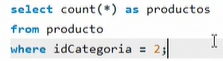 select count(*) as productos
from producto
where idCategoria = 2;